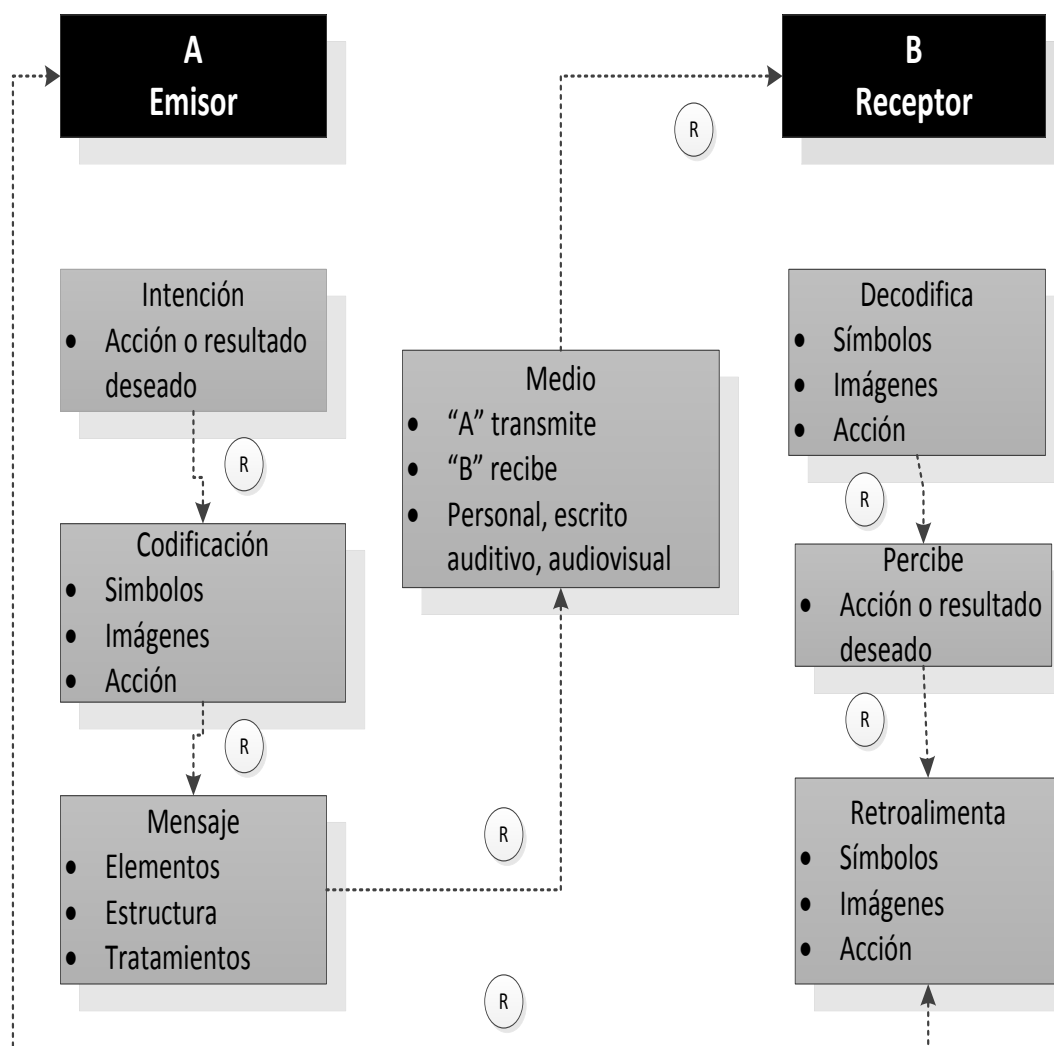 A
Emisor
R
Intención
• Acción o resultado
deseado
R
Codificación
• Simbolos
• Imágenes
• Acción
R
Mensaje
• Elementos
• Estructura
• Tratamientos
R
Medio
• “A” transmite
• “B” recibe
• Personal, escrito
auditivo, audiovisual
R
B
Receptor
Decodifica
• Símbolos
• Imágenes
• Acción
R
Percibe
• Acción o resultado
deseado
R
Retroalimenta
• Símbolos
• Imágenes
• Acción
R